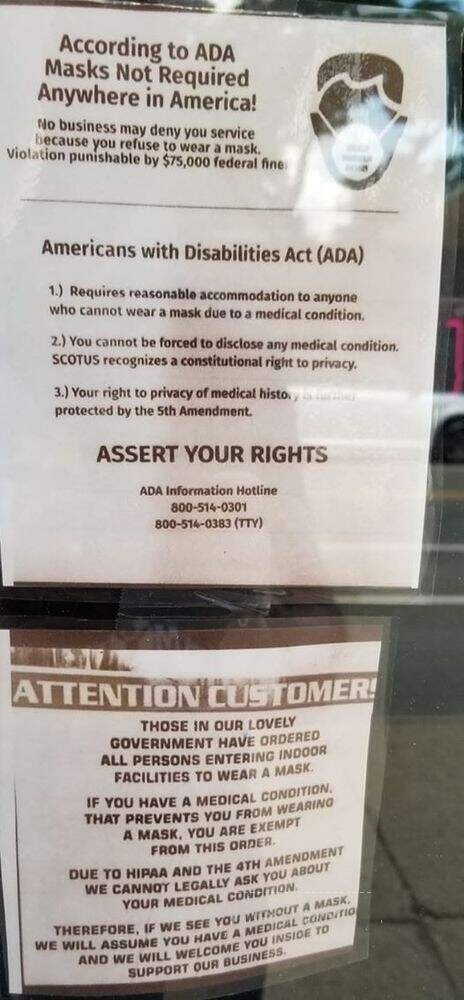 According to ADA
Masks Not Required
Anywhere in America!
No business may deny you service
because you refuse to wear a mask.
Violation punishable by $75,000 federal fine
Americans with Disabilities Act (ADA)
1.) Requires reasonable accommodation to anyone
who cannot wear a mask due to a medical condition.
2.) You cannot be forced to disclose any medical condition.
SCOTUS recognizes a constitutional right to privacy.
3.) Your right to privacy of medical history is further
protected by the 5th Amendment.
ASSERT YOUR RIGHTS
ADA Information Hotline
800-514-0301
800-514-0383 (TTY)
ATTENTION CUSTOMERS
THOSE IN OUR LOVELY
GOVERNMENT HAVE ORDERED
ALL PERSONS ENTERING INDOOR
FACILITIES TO WEAR A MASK.
IF YOU HAVE A MEDICAL CONDITION,
THAT PREVENTS YOU FROM WEARING
A MASK, YOU ARE EXEMPT
FROM THIS ORDER.
DUE TO HIPAA AND THE 4TH AMENDMENT
WE CANNOT LEGALLY ASK YOU ABOUT
YOUR MEDICAL CONDITION.
THEREFORE, IF WE SEE YOU WITHOUT A MASK,
WE WILL ASSUME YOU HAVE A MEDICAL CONDITIO
AND WE WILL WELCOME YOU INSIDE TO
SUPPORT OUR BUSINESS.